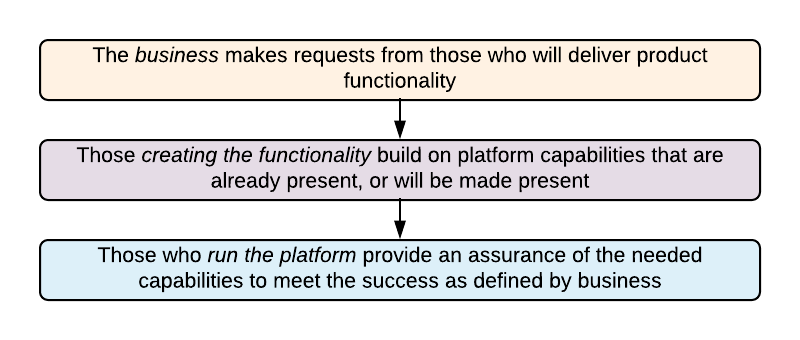 The business makes requests from those who will deliver product
functionality
Those creating the functionality build on platform capabilities that are
already present, or will be made present
Those who run the platform provide an assurance of the needed
capabilities to meet the success as defined by business